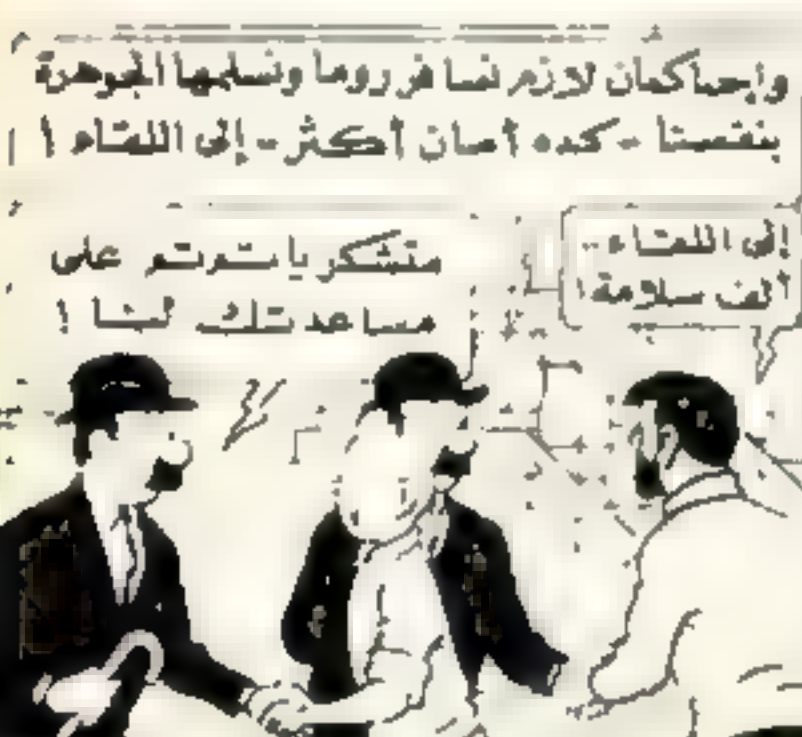 وإحنا كمان لازم نسافر روما ونسلمها الجوهرة
بنفسنا - كده أمان أكثر - إلى اللقاء !
إلى اللقاء -
ألف سلامة !
متشكر يا تمتم على
مساعدتك لنا !